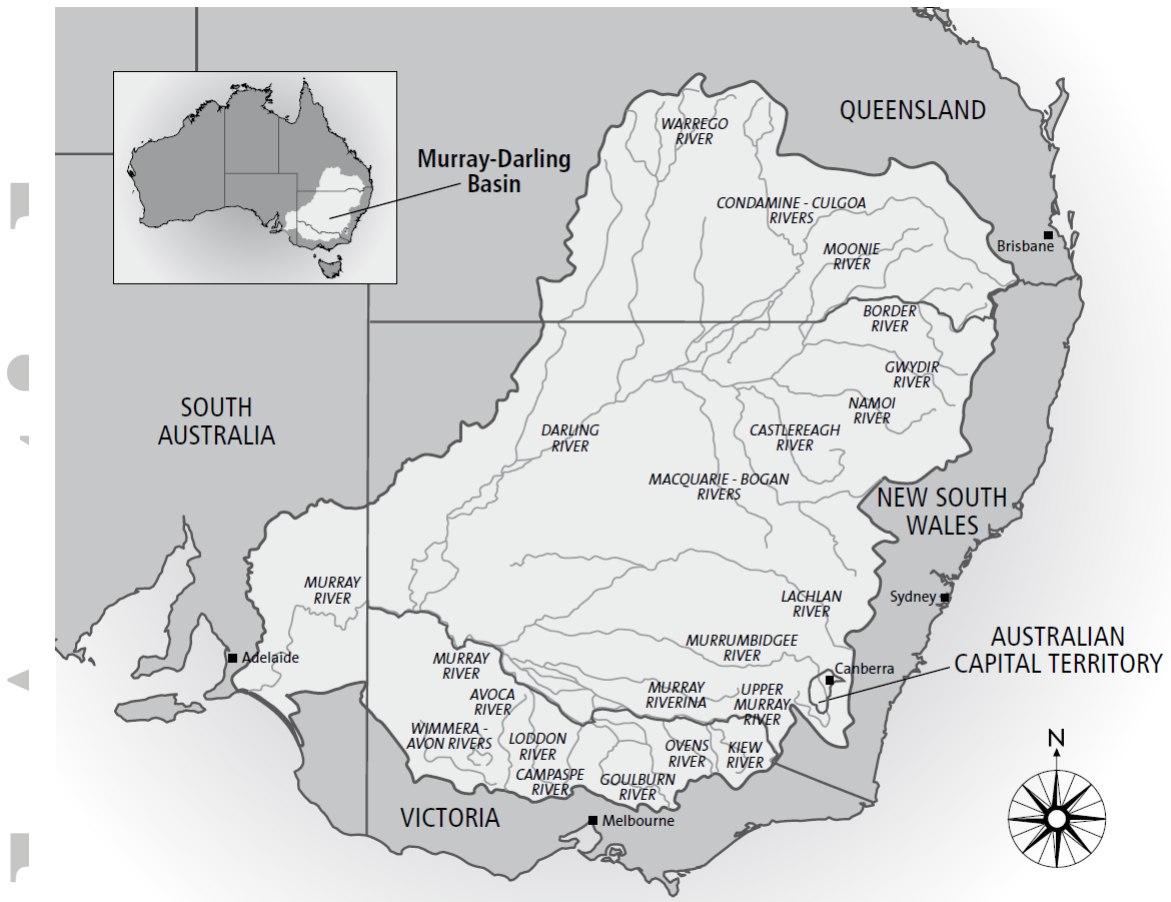 QUEENSLAND
WARREGO
RIVER
Murray-Darling
Basin
CONDAMINE - CULGOA
RIVERS
MOONIE
RIVER
Brisbane
BORDER
RIVER
GWYDIR
RIVER
NAMOI
RIVER
SOUTH
AUSTRALIA
DARLING
RIVER
CASTLEREAGH
RIVER
MACQUARIE - BOGAN
RIVERS
NEW SOUTH
WALES
MURRAY
RIVER
LACHLAN
RIVER
Sydney
MURRUMBIDGEE
RIVER
AUSTRALIAN
CAPITAL TERRITORY
Adelaide
MURRAY
RIVER
Canberra
AVOCA
RIVER
MURRAY
RIVERINA
UPPER
MURRAY
RIVER
WIMMERA -
AVON RIVERS
LODDON
RIVER
OVENS
RIVER
KIEW
RIVER
CAMPASPE
RIVER
GOULBURN
RIVER
VICTORIA
Melbourne
N